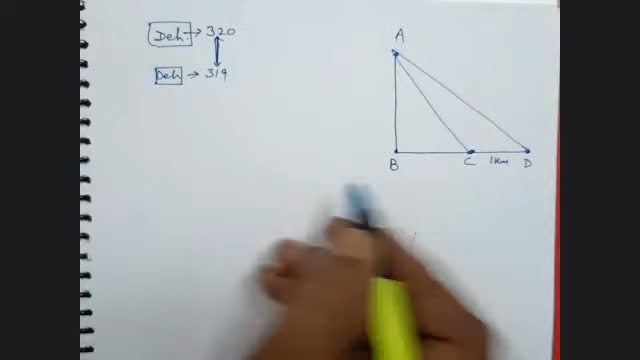 Deh. → 320
Deh → 319
A
B C 1km D